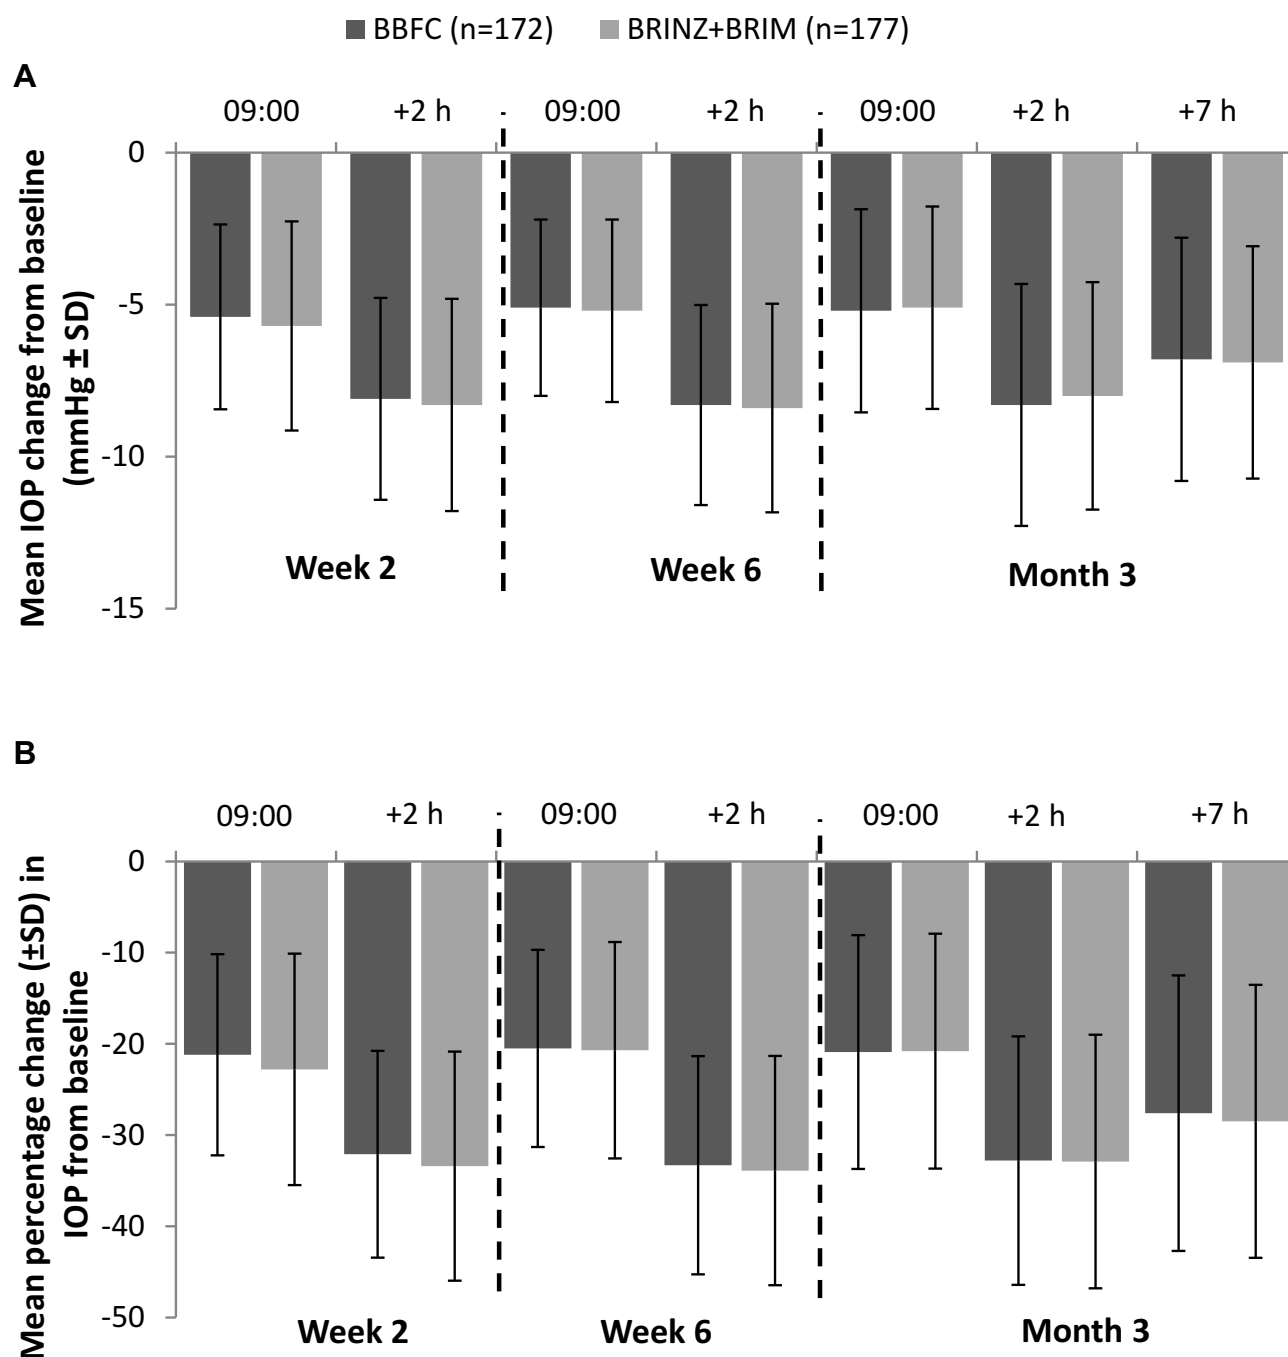 BBFC (n=172) BRINZ+BRIM (n=177)
A
09:00 +2 h 09:00 +2 h 09:00 +2 h +7 h
Mean IOP change from baseline
(mmHg ± SD)
0
-5
-10
-15
Week 2 Week 6 Month 3
B
09:00 +2 h 09:00 +2 h 09:00 +2 h +7 h
Mean percentage change (±SD) in
IOP from baseline
0
-10
-20
-30
-40
-50
Week 2 Week 6 Month 3